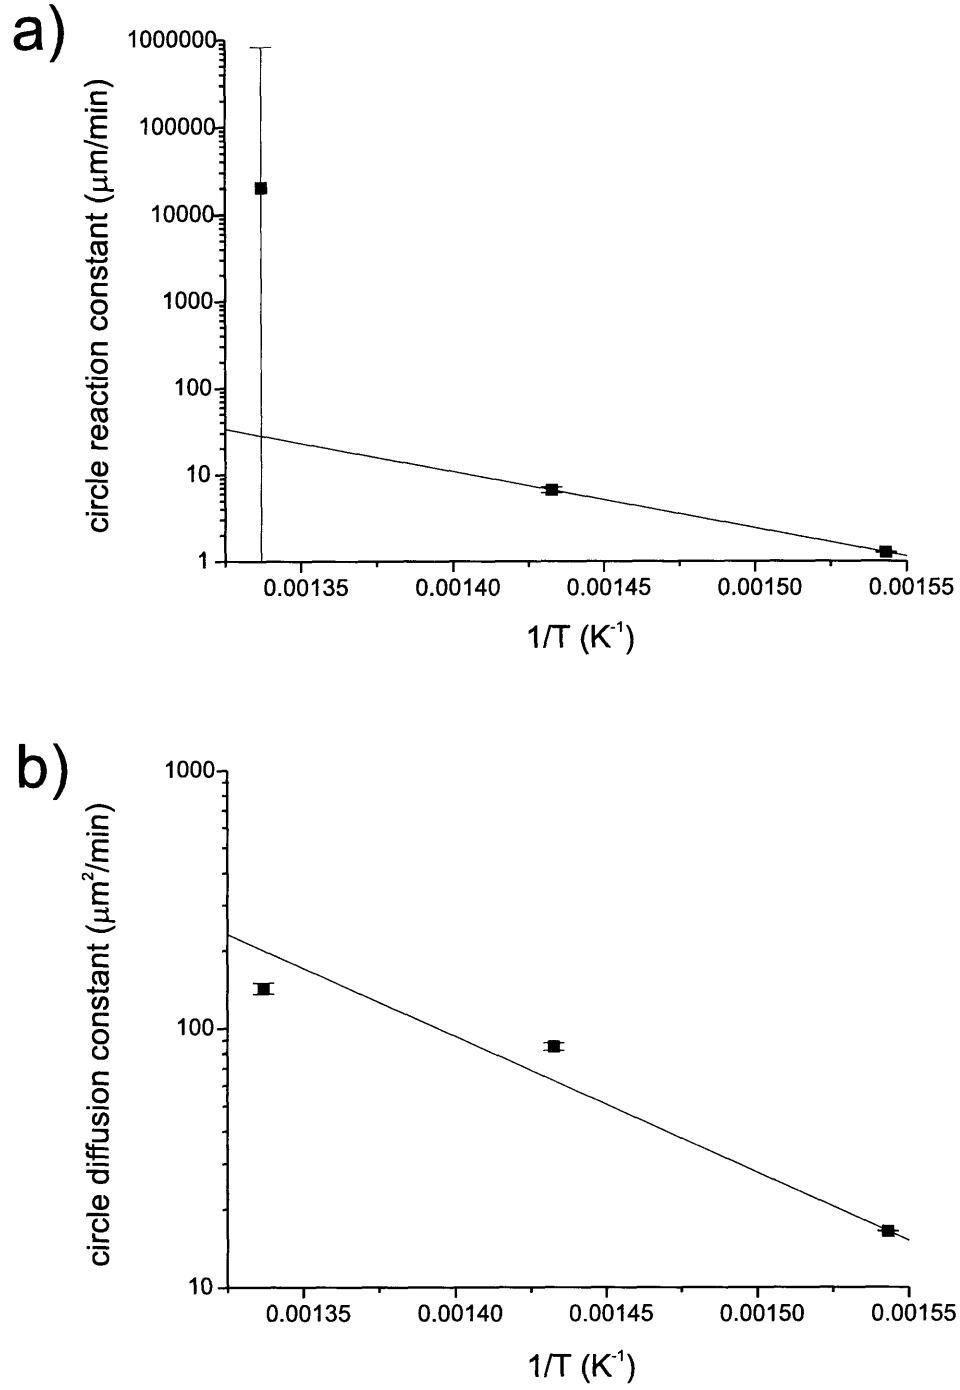 a)
circle reaction constant (μm/min)
1000000
100000
10000
1000
100
10
1
0.00135 0.00140 0.00145 0.00150 0.00155
1/T (K⁻¹)
b)
circle diffusion constant (μm²/min)
1000
100
10
0.00135 0.00140 0.00145 0.00150 0.00155
1/T (K⁻¹)